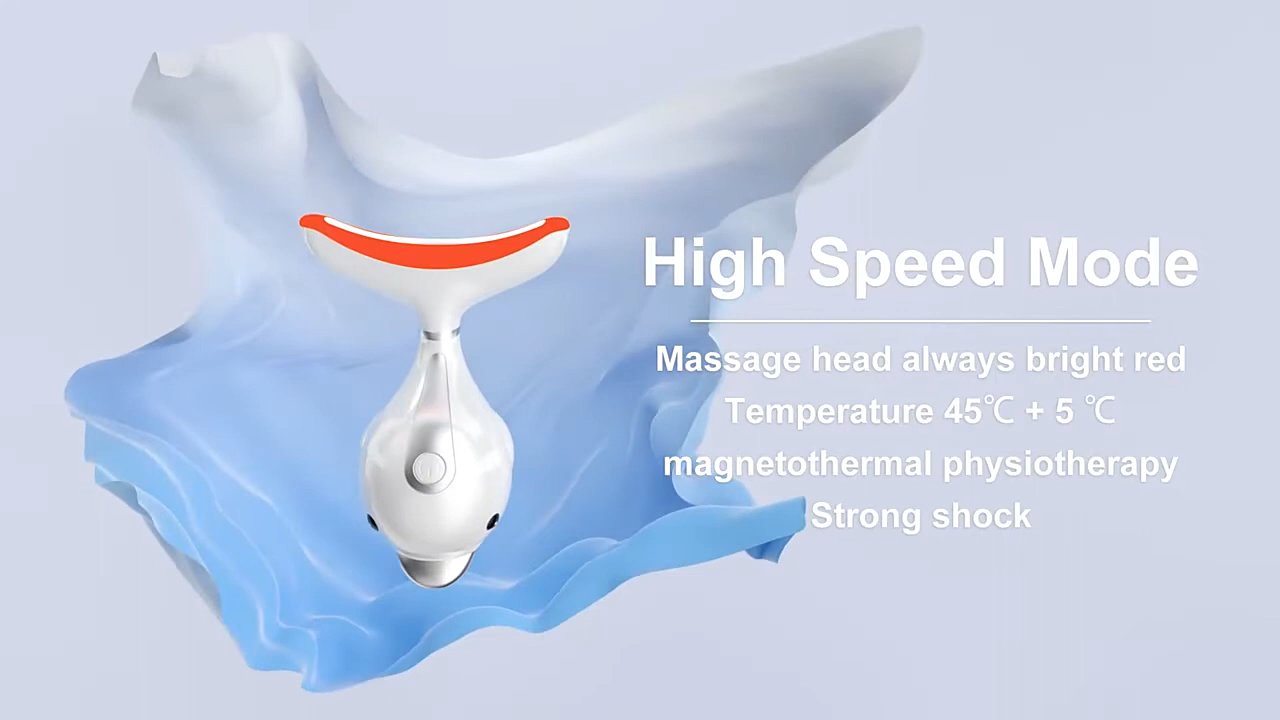 High Speed Mode
Massage head always bright red
Temperature 45℃ + 5 ℃
magnetothermal physiotherapy
Strong shock